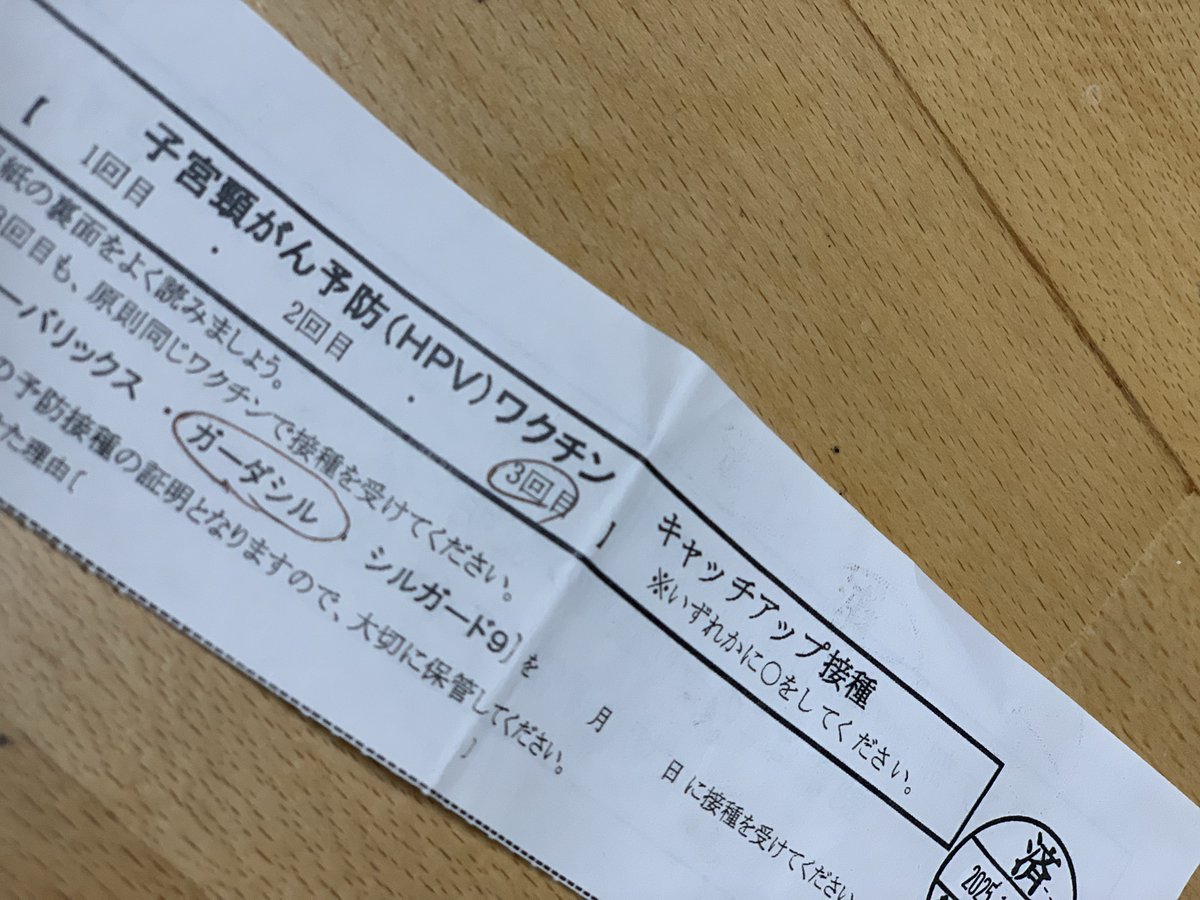 子宮頸がん予防（HPV）ワクチン キャッチアップ接種
【 1回目 ・ 2回目 ・ 3回目 】 ※いずれかに○をしてください。
紙の裏面をよく読みましょう。
3回目も、原則同じワクチンで接種を受けてください。
ーバリックス ・ ガーダシル ・ シルガード9］を 月 日に接種を受けてください
の予防接種の証明となりますので、大切に保管してください。
た理由［ ］
済
2025.